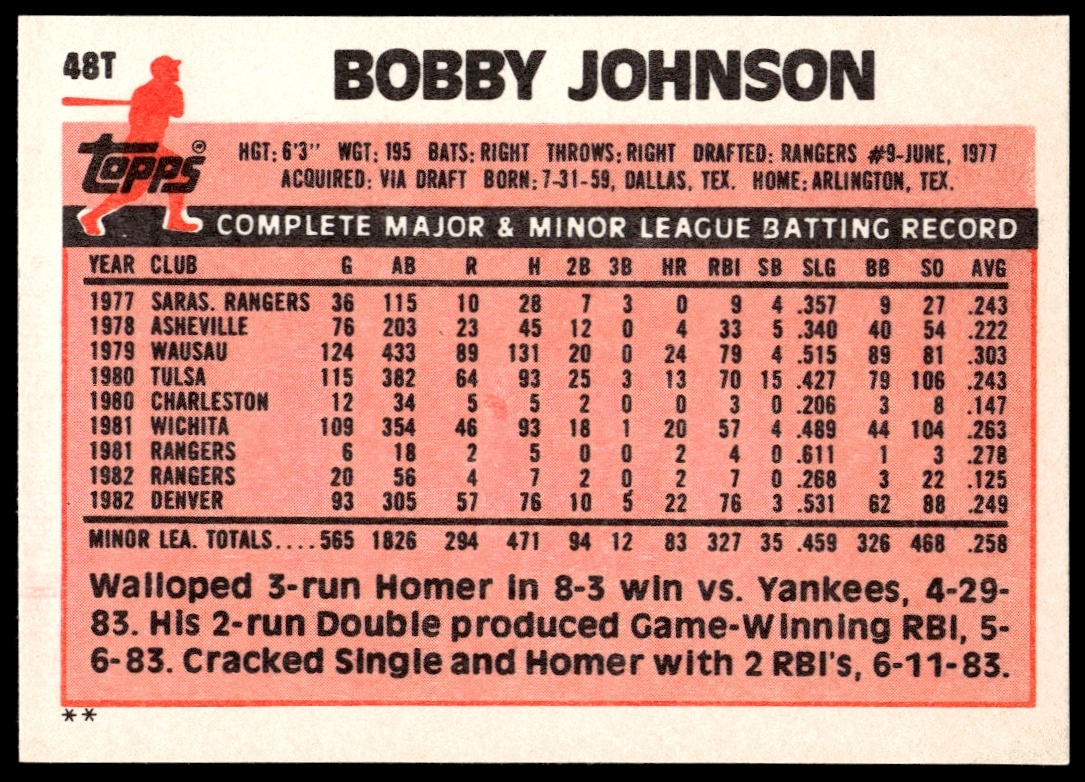 48T
BOBBY JOHNSON
Topps®
HGT: 6'3" WGT: 195 BATS: RIGHT THROWS: RIGHT DRAFTED: RANGERS #9-JUNE, 1977
ACQUIRED: VIA DRAFT BORN: 7-31-59, DALLAS, TEX. HOME: ARLINGTON, TEX.
COMPLETE MAJOR & MINOR LEAGUE BATTING RECORD
YEAR CLUB G AB R H 2B 3B HR RBI SB SLG BB SO AVG
1977 SARAS. RANGERS 36 115 10 28 7 3 0 9 4 .357 9 27 .243
1978 ASHEVILLE 76 203 23 45 12 0 4 33 5 .340 40 54 .222
1979 WAUSAU 124 433 89 131 20 0 24 79 4 .515 89 81 .303
1980 TULSA 115 382 64 93 25 3 13 70 15 .427 79 106 .243
1980 CHARLESTON 12 34 5 5 2 0 0 3 0 .206 3 8 .147
1981 WICHITA 109 354 46 93 18 1 20 57 4 .489 44 104 .263
1981 RANGERS 6 18 2 5 0 0 2 4 0 .611 1 3 .278
1982 RANGERS 20 56 4 7 2 0 2 7 0 .268 3 22 .125
1982 DENVER 93 305 57 76 10 5 22 76 3 .531 62 88 .249
MINOR LEA. TOTALS....565 1826 294 471 94 12 83 327 35 .459 326 468 .258
Walloped 3-run Homer in 8-3 win vs. Yankees, 4-29-
83. His 2-run Double produced Game-Winning RBI, 5-
6-83. Cracked Single and Homer with 2 RBI's, 6-11-83.
**